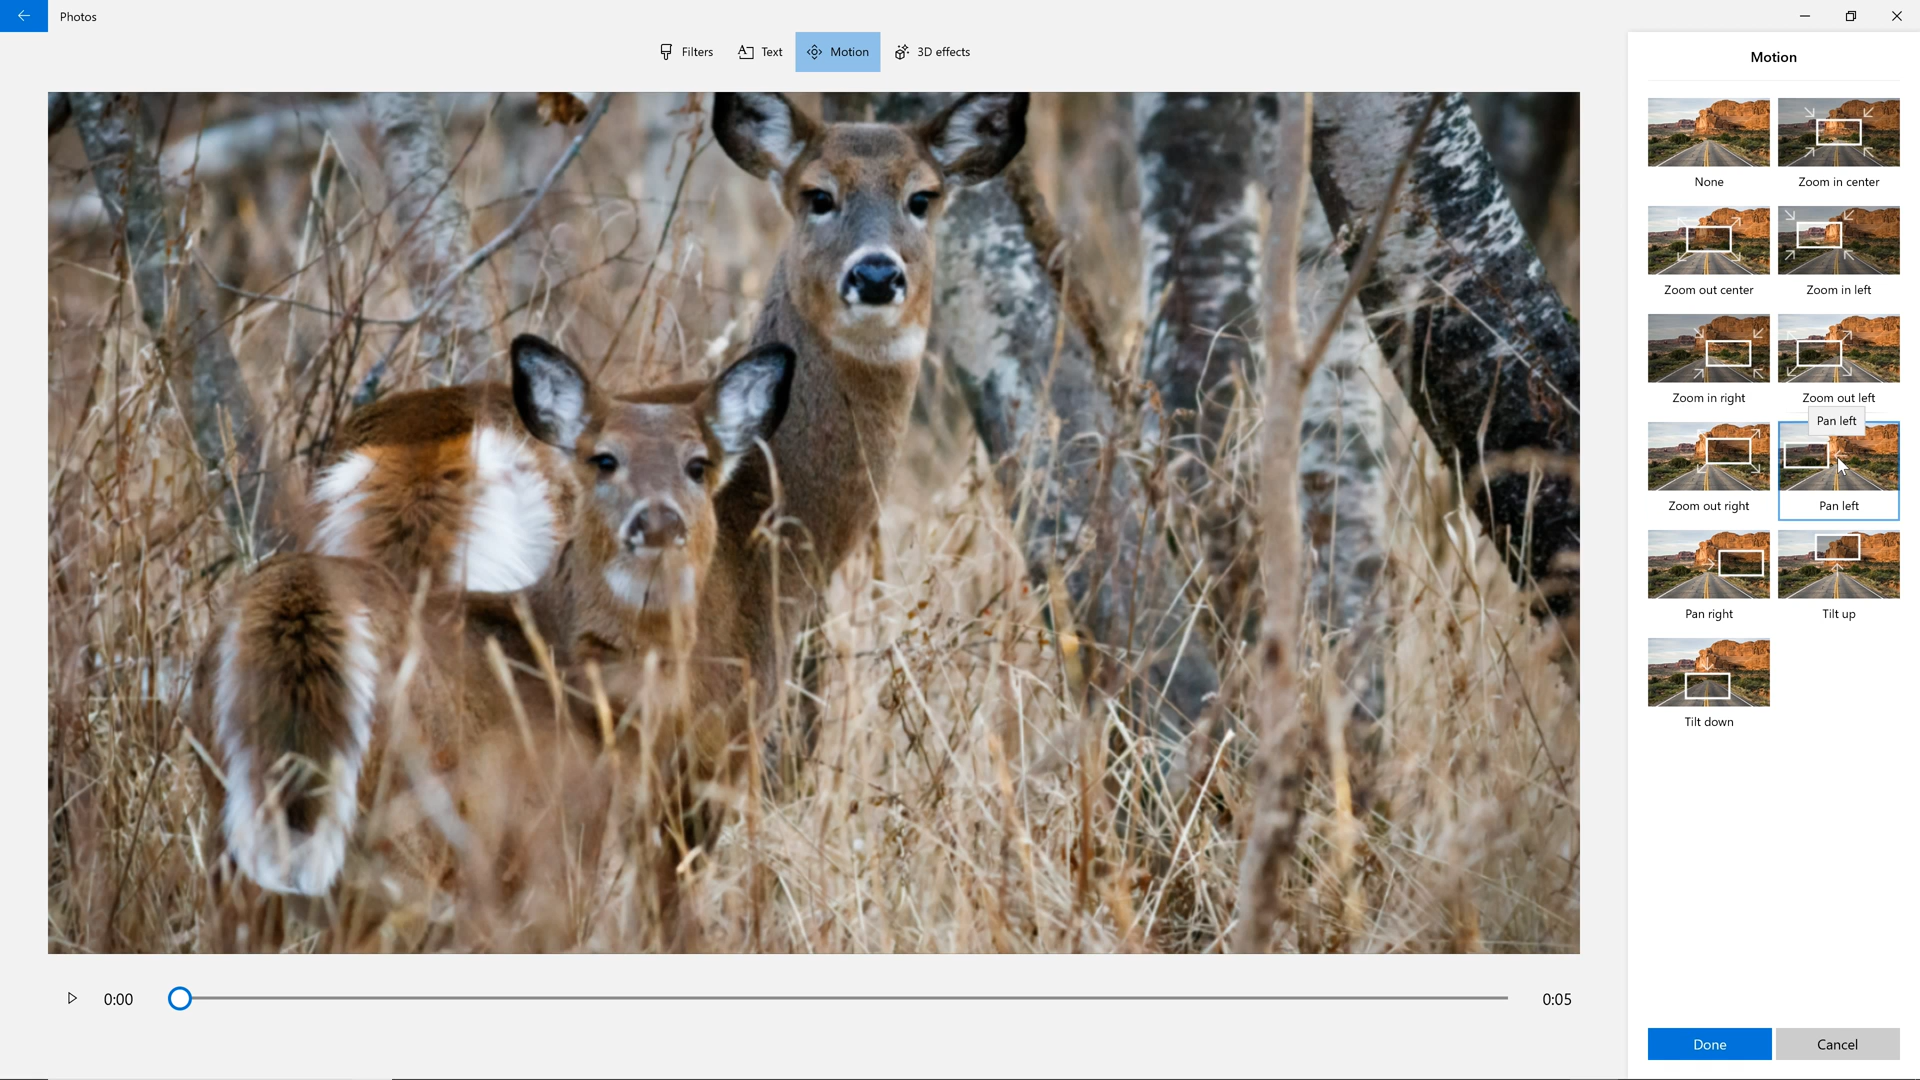 Photos
Filters
Text
Motion
3D effects
Motion
None
Zoom in center
Zoom out center
Zoom in left
Zoom in right
Zoom out left
Pan left
Zoom out right
Pan left
Pan right
Tilt up
Tilt down
0:00
0:05
Done
Cancel